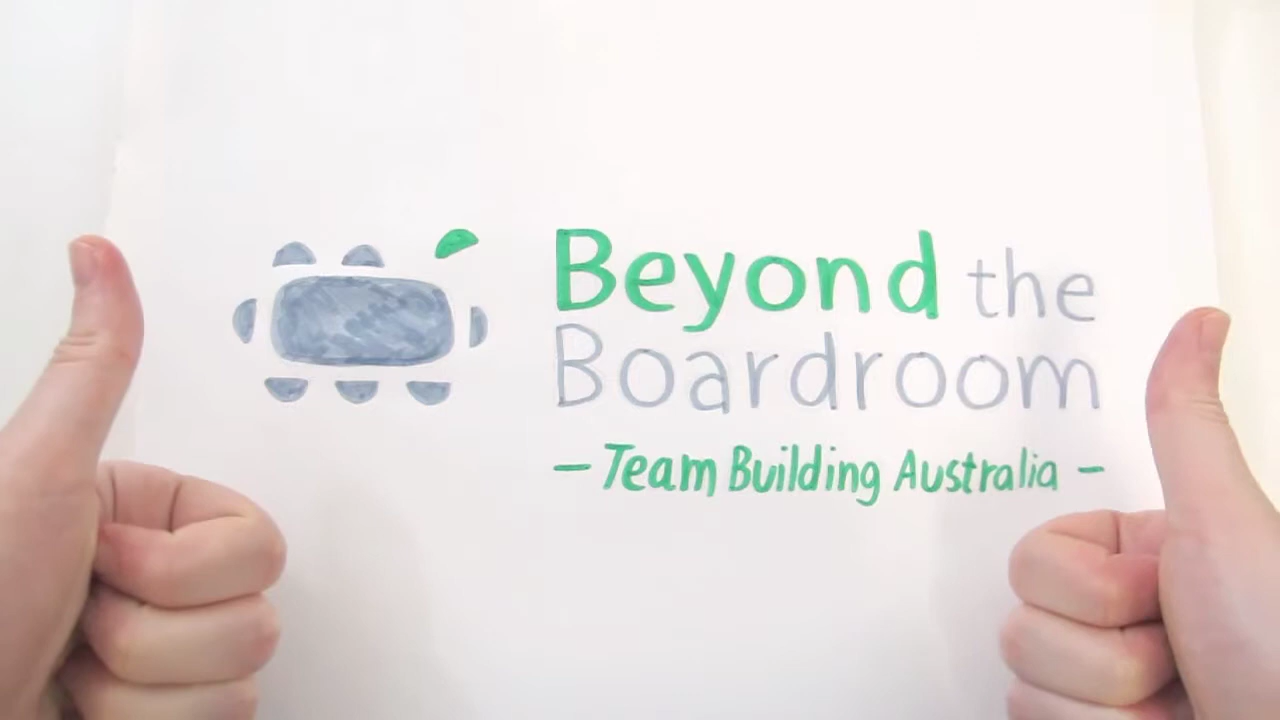 Beyond the
Boardroom
– Team Building Australia –